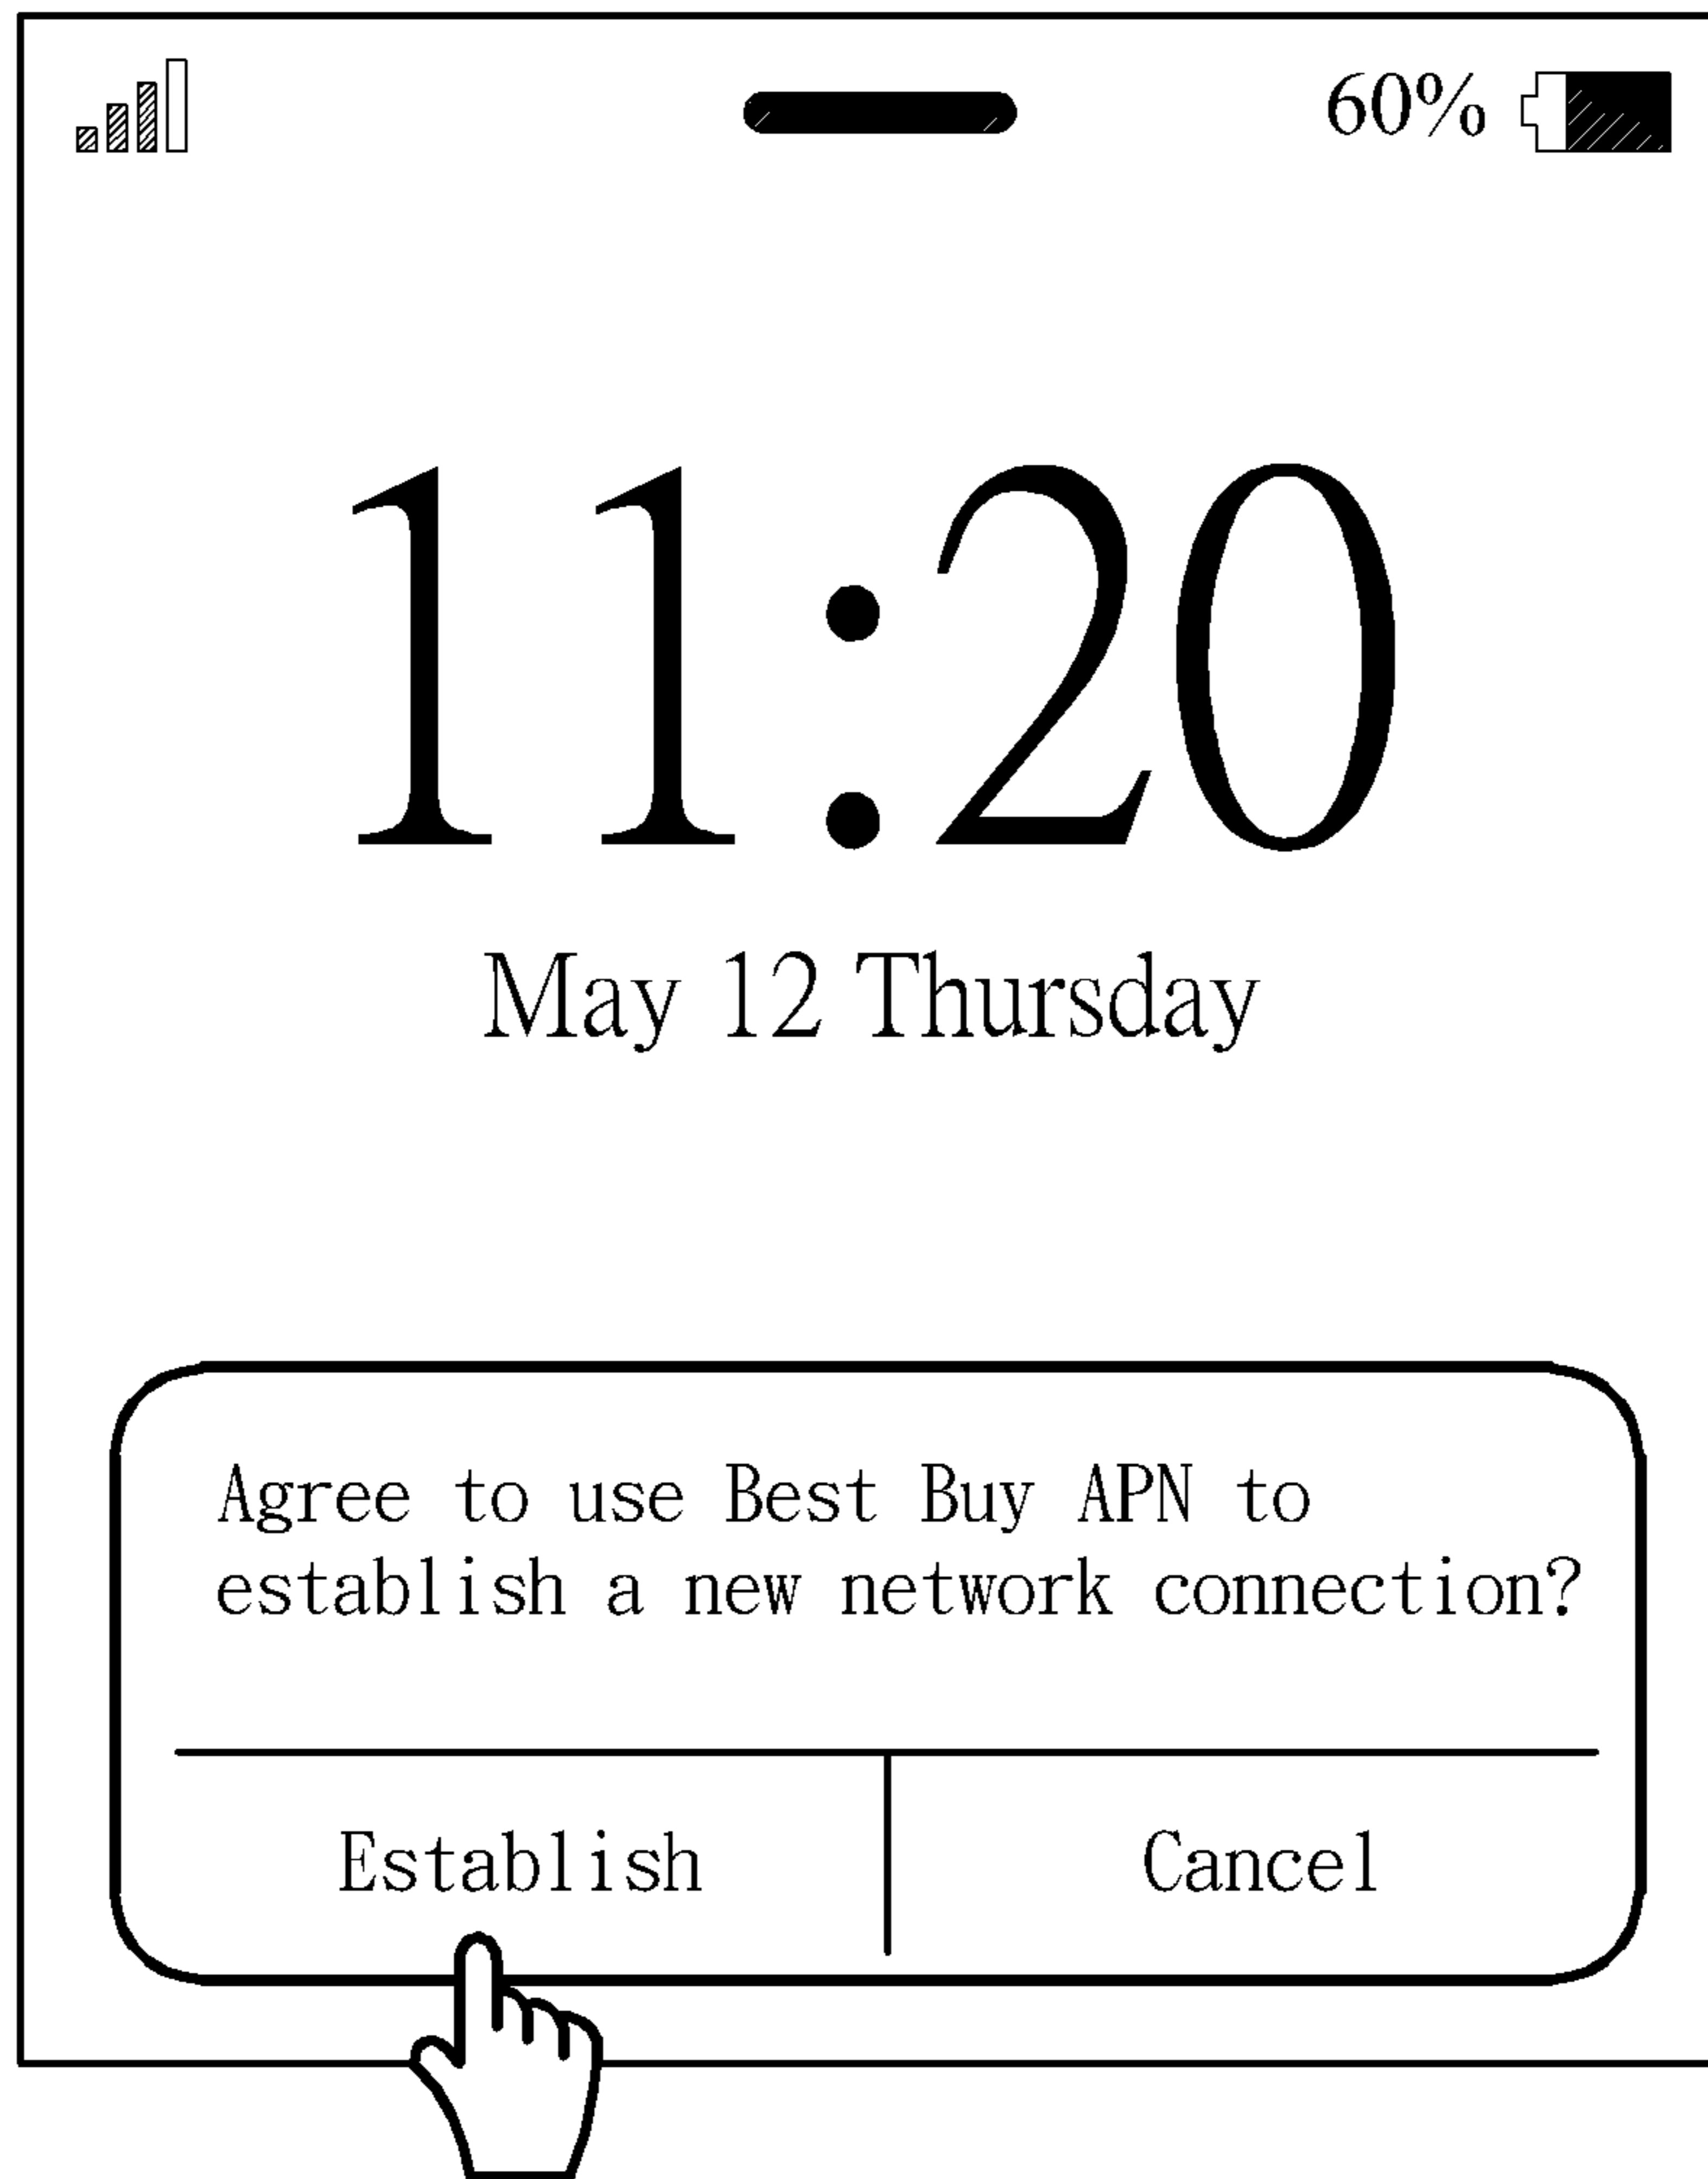 60%
11:20
May 12 Thursday
Agree to use Best Buy APN to
establish a new network connection?
Establish
Cancel